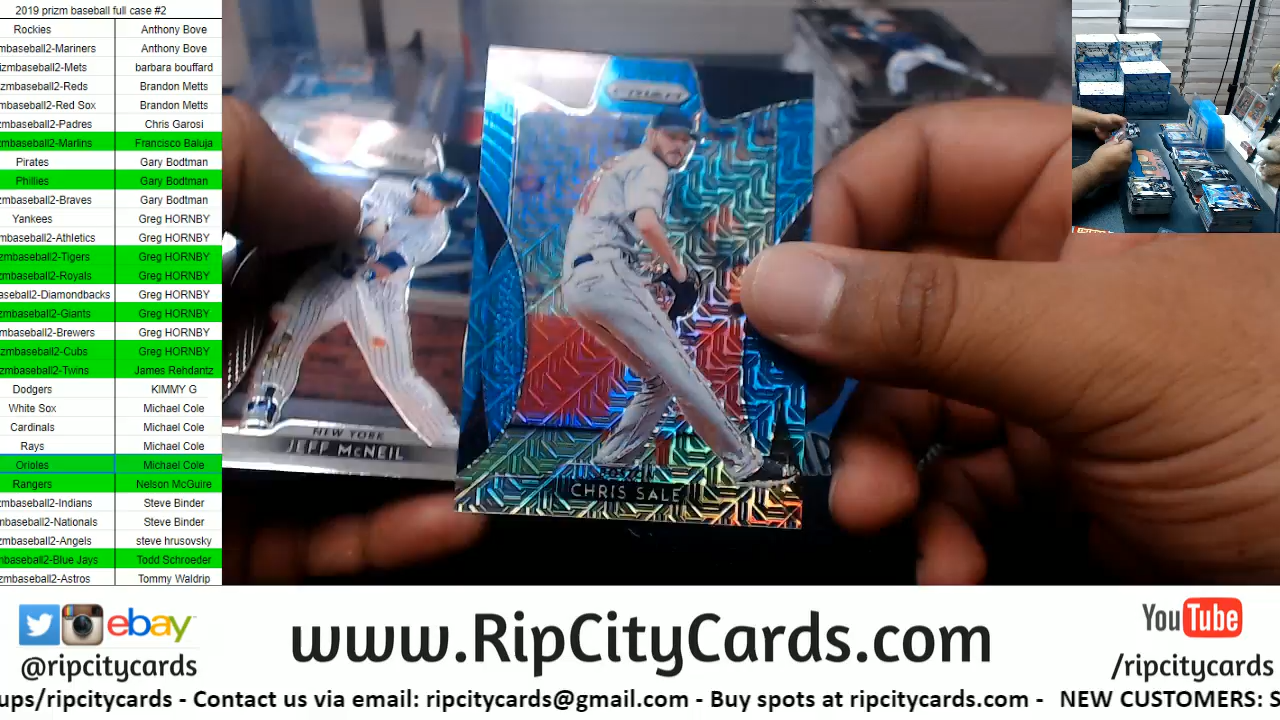 2019 prizm baseball full case #2
Rockies Anthony Bove
zmbaseball2-Mariners Anthony Bove
izmbaseball2-Mets barbara bouffard
izmbaseball2-Reds Brandon Metts
mbaseball2-Red Sox Brandon Metts
zmbaseball2-Padres Chris Garosi
zmbaseball2-Marlins Francisco Baluja
Pirates Gary Bodtman
Phillies Gary Bodtman
zmbaseball2-Braves Gary Bodtman
Yankees Greg HORNBY
mbaseball2-Athletics Greg HORNBY
zmbaseball2-Tigers Greg HORNBY
zmbaseball2-Royals Greg HORNBY
aseball2-Diamondbacks Greg HORNBY
zmbaseball2-Giants Greg HORNBY
mbaseball2-Brewers Greg HORNBY
izmbaseball2-Cubs Greg HORNBY
zmbaseball2-Twins James Rehdantz
Dodgers KIMMY G
White Sox Michael Cole
Cardinals Michael Cole
Rays Michael Cole
Orioles Michael Cole
Rangers Nelson McGuire
zmbaseball2-Indians Steve Binder
mbaseball2-Nationals Steve Binder
zmbaseball2-Angels steve hrusovsky
mbaseball2-Blue Jays Todd Schroeder
zmbaseball2-Astros Tommy Waldrip
PRIZM
NEW YORK
JEFF McNEIL
BOSTON
CHRIS SALE
ebay
@ripcitycards
www.RipCityCards.com
YouTube
/ripcitycards
ups/ripcitycards - Contact us via email: ripcitycards@gmail.com - Buy spots at ripcitycards.com - NEW CUSTOMERS: S